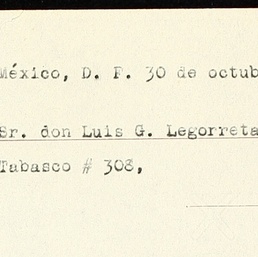 México, D. F. 30 de octub
Sr. don Luis G. Legorreta
Tabasco # 308,